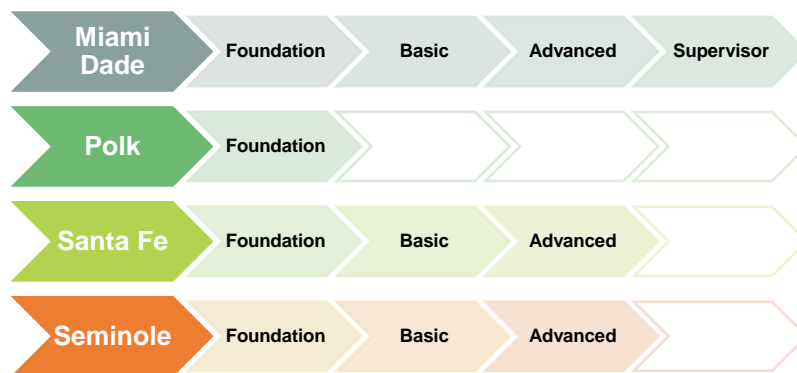 Miami
Dade
Foundation
Basic
Advanced
Supervisor
Polk
Foundation
Santa Fe
Foundation
Basic
Advanced
Seminole
Foundation
Basic
Advanced